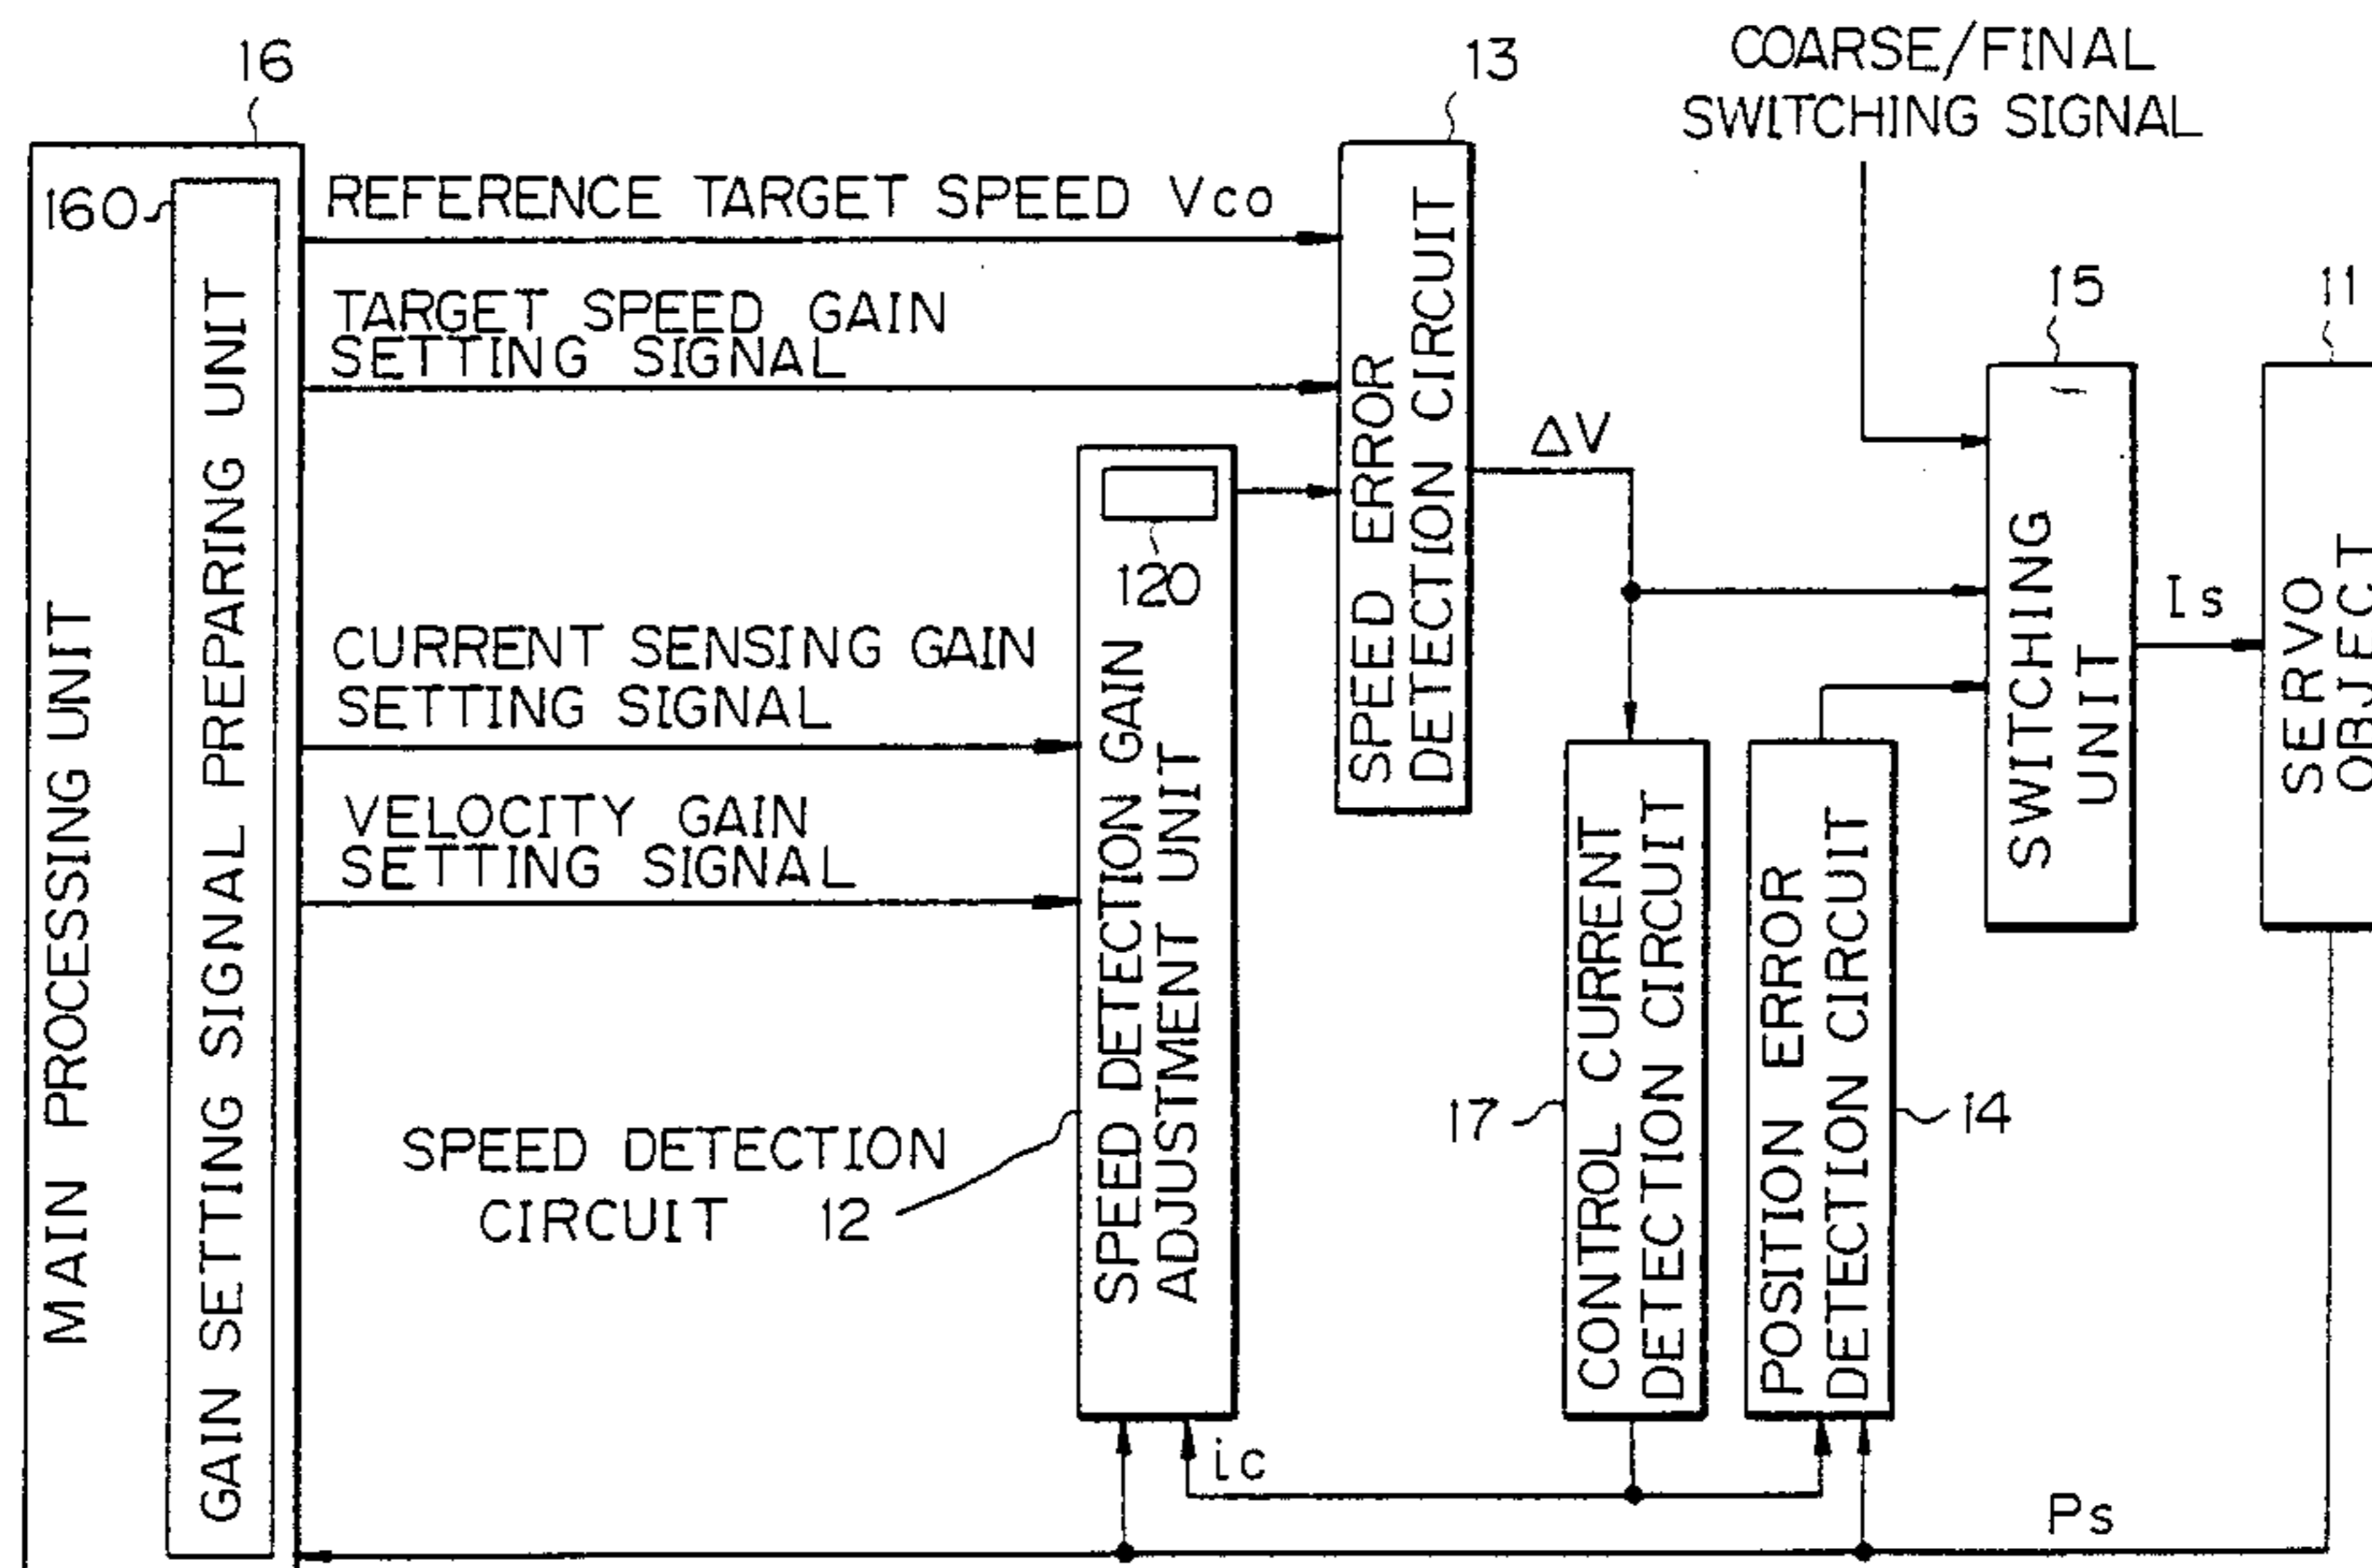 16
13
COARSE/FINAL
SWITCHING SIGNAL
160
REFERENCE TARGET SPEED Vco
TARGET SPEED GAIN
SETTING SIGNAL
15
11
ΔV
120
CURRENT SENSING GAIN
SETTING SIGNAL
VELOCITY GAIN
SETTING SIGNAL
Is
MAIN PROCESSING UNIT
GAIN SETTING SIGNAL PREPARING UNIT
SPEED DETECTION GAIN
ADJUSTMENT UNIT
SPEED ERROR
DETECTION CIRCUIT
CONTROL CURRENT
DETECTION CIRCUIT
POSITION ERROR
DETECTION CIRCUIT
SWITCHING
UNIT
SERVO
OBJECT
17
14
SPEED DETECTION
CIRCUIT 12
ic
Ps